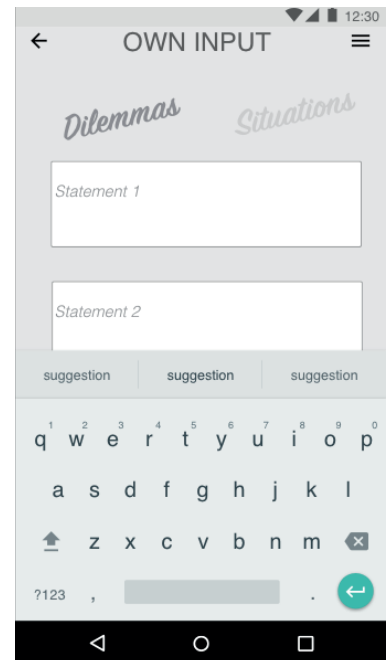 12:30
OWN INPUT
Dilemmas Situations
Statement 1
Statement 2
suggestion suggestion suggestion
1 2 3 4 5 6 7 8 9 0
q w e r t y u i o p
a s d f g h j k l
z x c v b n m
?123 , .